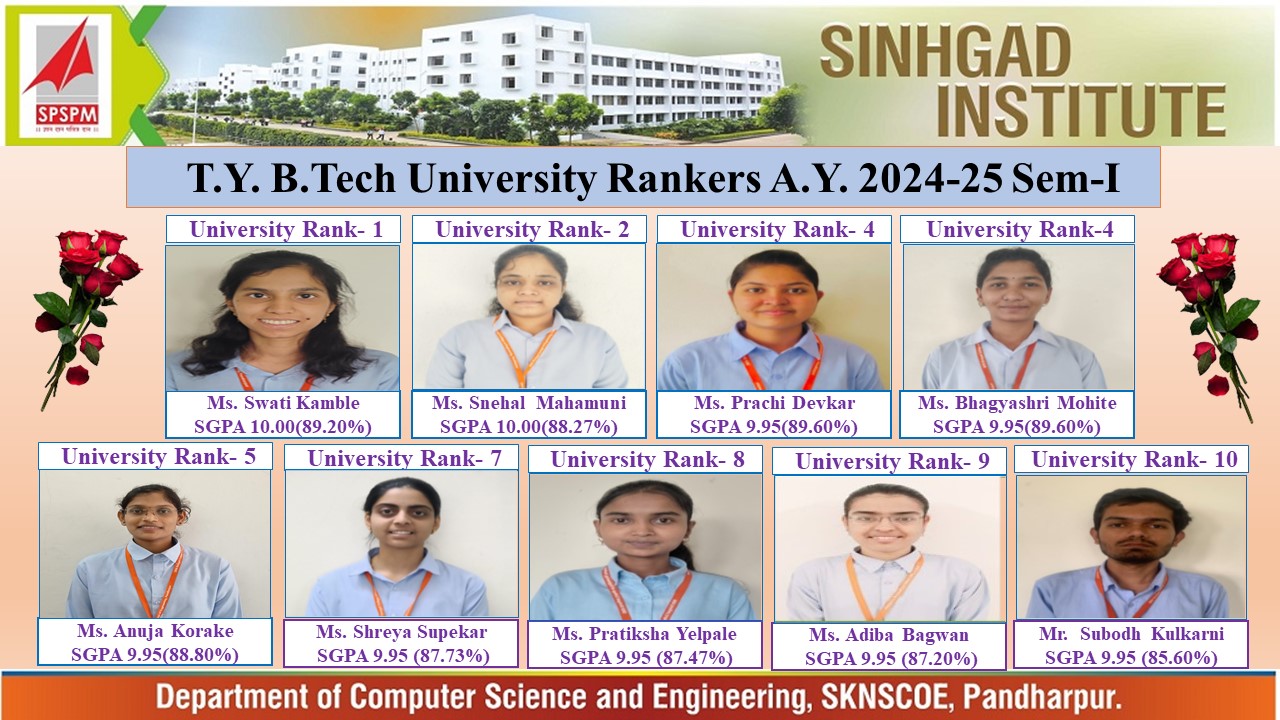 SPSPM
SINHGAD
INSTITUTE
T.Y. B.Tech University Rankers A.Y. 2024-25 Sem-I
University Rank- 1
University Rank- 2
University Rank- 4
University Rank-4
Ms. Swati Kamble
SGPA 10.00(89.20%)
Ms. Snehal Mahamuni
SGPA 10.00(88.27%)
Ms. Prachi Devkar
SGPA 9.95(89.60%)
Ms. Bhagyashri Mohite
SGPA 9.95(89.60%)
University Rank- 5
University Rank- 7
University Rank- 8
University Rank- 9
University Rank- 10
Ms. Anuja Korake
SGPA 9.95(88.80%)
Ms. Shreya Supekar
SGPA 9.95 (87.73%)
Ms. Pratiksha Yelpale
SGPA 9.95 (87.47%)
Ms. Adiba Bagwan
SGPA 9.95 (87.20%)
Mr. Subodh Kulkarni
SGPA 9.95 (85.60%)
Department of Computer Science and Engineering, SKNSCOE, Pandharpur.